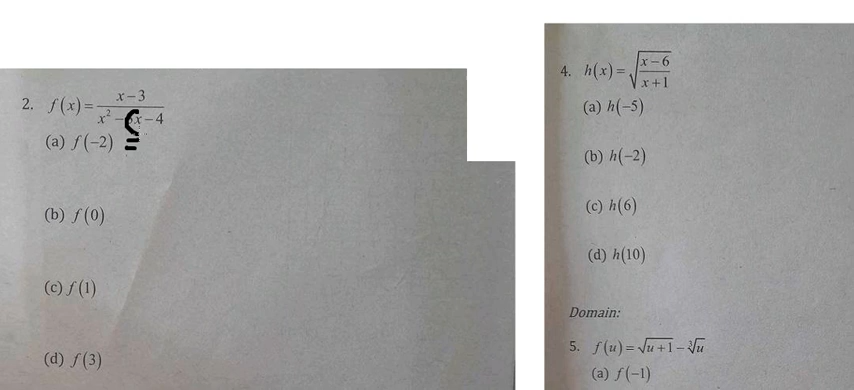 2. f(x) = (x − 3)/(x² − x − 4)
(a) f(−2)
(b) f(0)
(c) f(1)
(d) f(3)
4. h(x) = √((x − 6)/(x + 1))
(a) h(−5)
(b) h(−2)
(c) h(6)
(d) h(10)
Domain:
5. f(u) = √(u + 1) − ∛u
(a) f(−1)